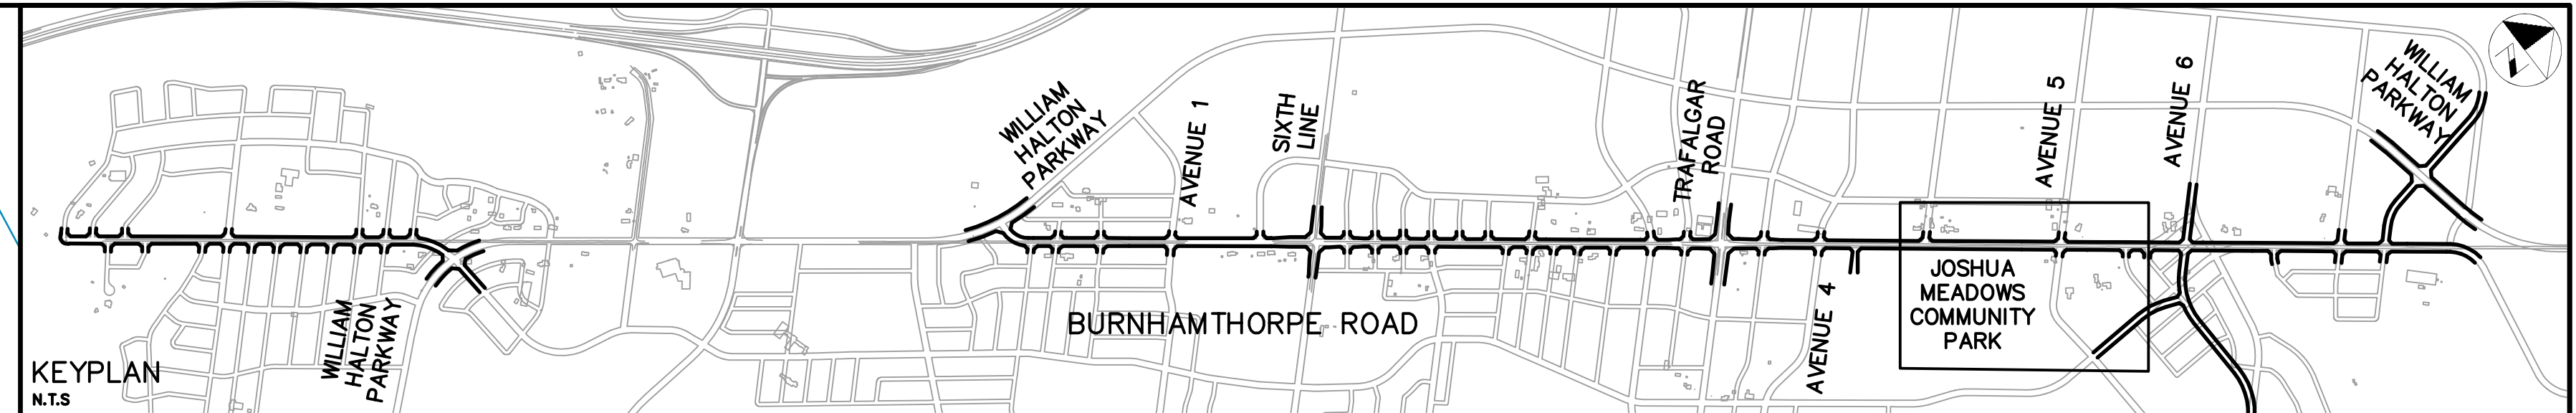 WILLIAM
HALTON
PARKWAY
AVENUE 1
SIXTH
LINE
TRAFALGAR
ROAD
AVENUE 5
AVENUE 6
WILLIAM
HALTON
PARKWAY
WILLIAM
HALTON
PARKWAY
BURNHAMTHORPE ROAD
AVENUE 4
JOSHUA
MEADOWS
COMMUNITY
PARK
KEYPLAN
N.T.S